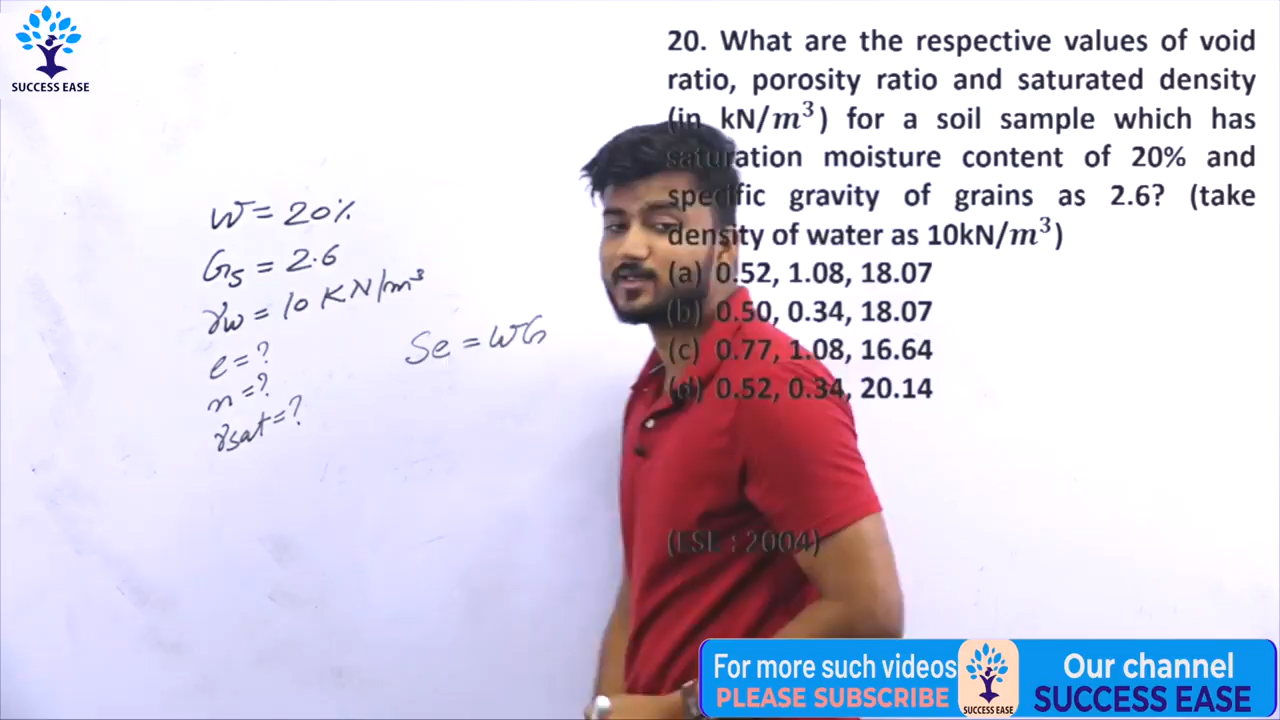 SUCCESS EASE
20. What are the respective values of void
ratio, porosity ratio and saturated density
(in kN/m³) for a soil sample which has
saturation moisture content of 20% and
specific gravity of grains as 2.6? (take
density of water as 10kN/m³)
(a) 0.52, 1.08, 18.07
(b) 0.50, 0.34, 18.07
(c) 0.77, 1.08, 16.64
(d) 0.52, 0.34, 20.14
(ESE : 2004)
W = 20%
Gs = 2.6
γw = 10 KN/m³
e = ?
n = ?
γsat = ?
Se = WG
For more such videos
PLEASE SUBSCRIBE
SUCCESS EASE
Our channel
SUCCESS EASE